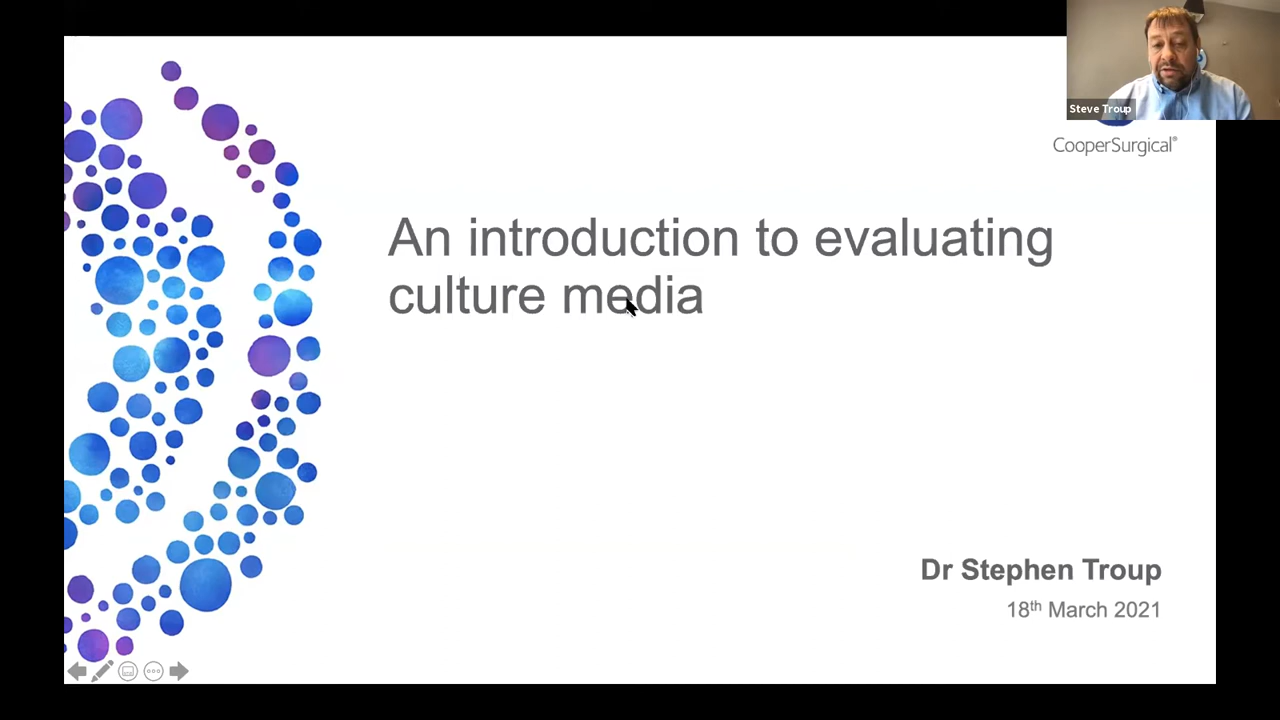 Steve Troup
CooperSurgical®
An introduction to evaluating
culture media
Dr Stephen Troup
18th March 2021